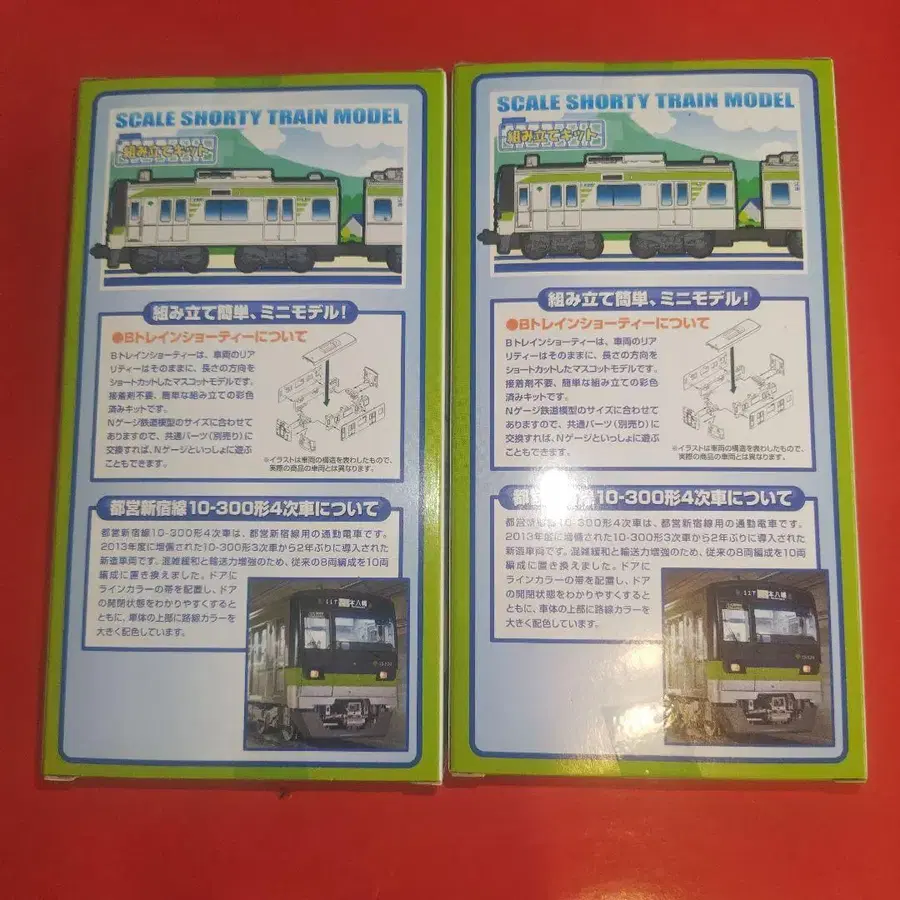 SCALE SHORTY TRAIN MODEL
組み立てキット
組み立て簡単、ミニモデル!
●Bトレインショーティーについて
Bトレインショーティーは、車両のリア
リティーはそのままに、長さの方向を
ショートカットしたマスコットモデルです。
接着剤不要、簡単な組み立ての彩色
済みキットです。
Nゲージ鉄道模型のサイズに合わせて
ありますので、共通パーツ(別売り)に
交換すれば、Nゲージといっしょに遊ぶ
こともできます。
※イラストは車両の構造を表わしたもので、
実際の商品の車両とは異なります。
都営新宿線10-300形4次車について
都営新宿線10-300形4次車は、都営新宿線用の通勤電車です。
2013年度に増備された10-300形3次車から2年ぶりに導入された
新造車両です。混雑緩和と輸送力増強のため、従来の8両編成を10両
編成に置き換えました。ドアに
ラインカラーの帯を配置し、ドア
の開閉状態をわかりやすくすると
ともに、車体の上部に路線カラーを
大きく配色しています。
11T
本八幡
SCALE SHORTY TRAIN MODEL
組み立てキット
組み立て簡単、ミニモデル!
●Bトレインショーティーについて
Bトレインショーティーは、車両のリア
リティーはそのままに、長さの方向を
ショートカットしたマスコットモデルです。
接着剤不要、簡単な組み立ての彩色
済みキットです。
Nゲージ鉄道模型のサイズに合わせて
ありますので、共通パーツ(別売り)に
交換すれば、Nゲージといっしょに遊ぶ
こともできます。
※イラストは車両の構造を表わしたもので、
実際の商品の車両とは異なります。
都営新宿線10-300形4次車について
都営新宿線10-300形4次車は、都営新宿線用の通勤電車です。
2013年度に増備された10-300形3次車から2年ぶりに導入された
新造車両です。混雑緩和と輸送力増強のため、従来の8両編成を10両
編成に置き換えました。ドアに
ラインカラーの帯を配置し、ドア
の開閉状態をわかりやすくすると
ともに、車体の上部に路線カラーを
大きく配色しています。
11T
本八幡